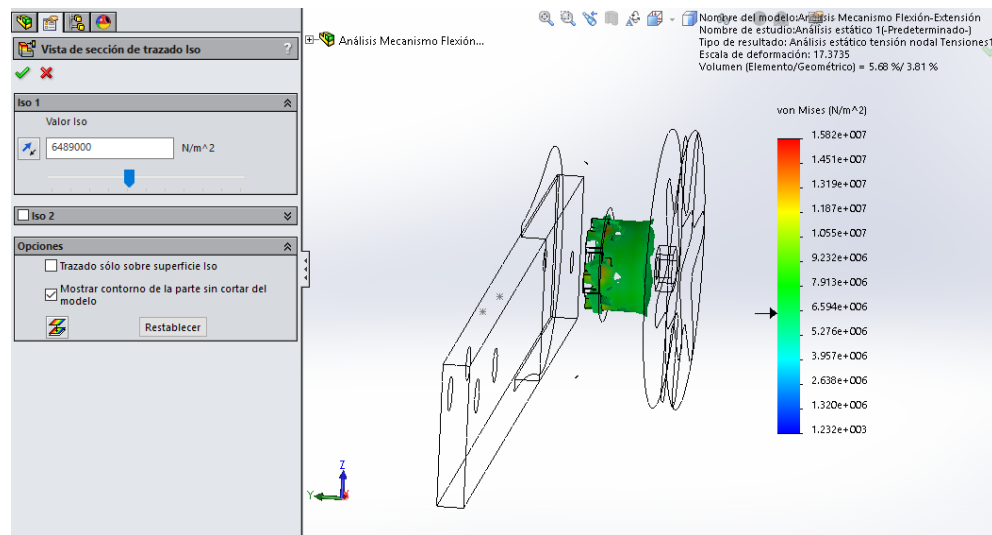 Vista de sección de trazado Iso
?
Iso 1
Valor Iso
6489000 N/m^2
Iso 2
Opciones
Trazado sólo sobre superficie Iso
Mostrar contorno de la parte sin cortar del
modelo
Restablecer
Análisis Mecanismo Flexión...
Nombre del modelo:Análisis Mecanismo Flexión-Extensión
Nombre de estudio:Análisis estático 1(-Predeterminado-)
Tipo de resultado: Análisis estático tensión nodal Tensiones1
Escala de deformación: 17.3735
Volumen (Elemento/Geométrico) = 5.68 %/ 3.81 %
von Mises (N/m^2)
1.582e+007
1.451e+007
1.319e+007
1.187e+007
1.055e+007
9.232e+006
7.913e+006
6.594e+006
5.276e+006
3.957e+006
2.638e+006
1.320e+006
1.232e+003
Z
Y